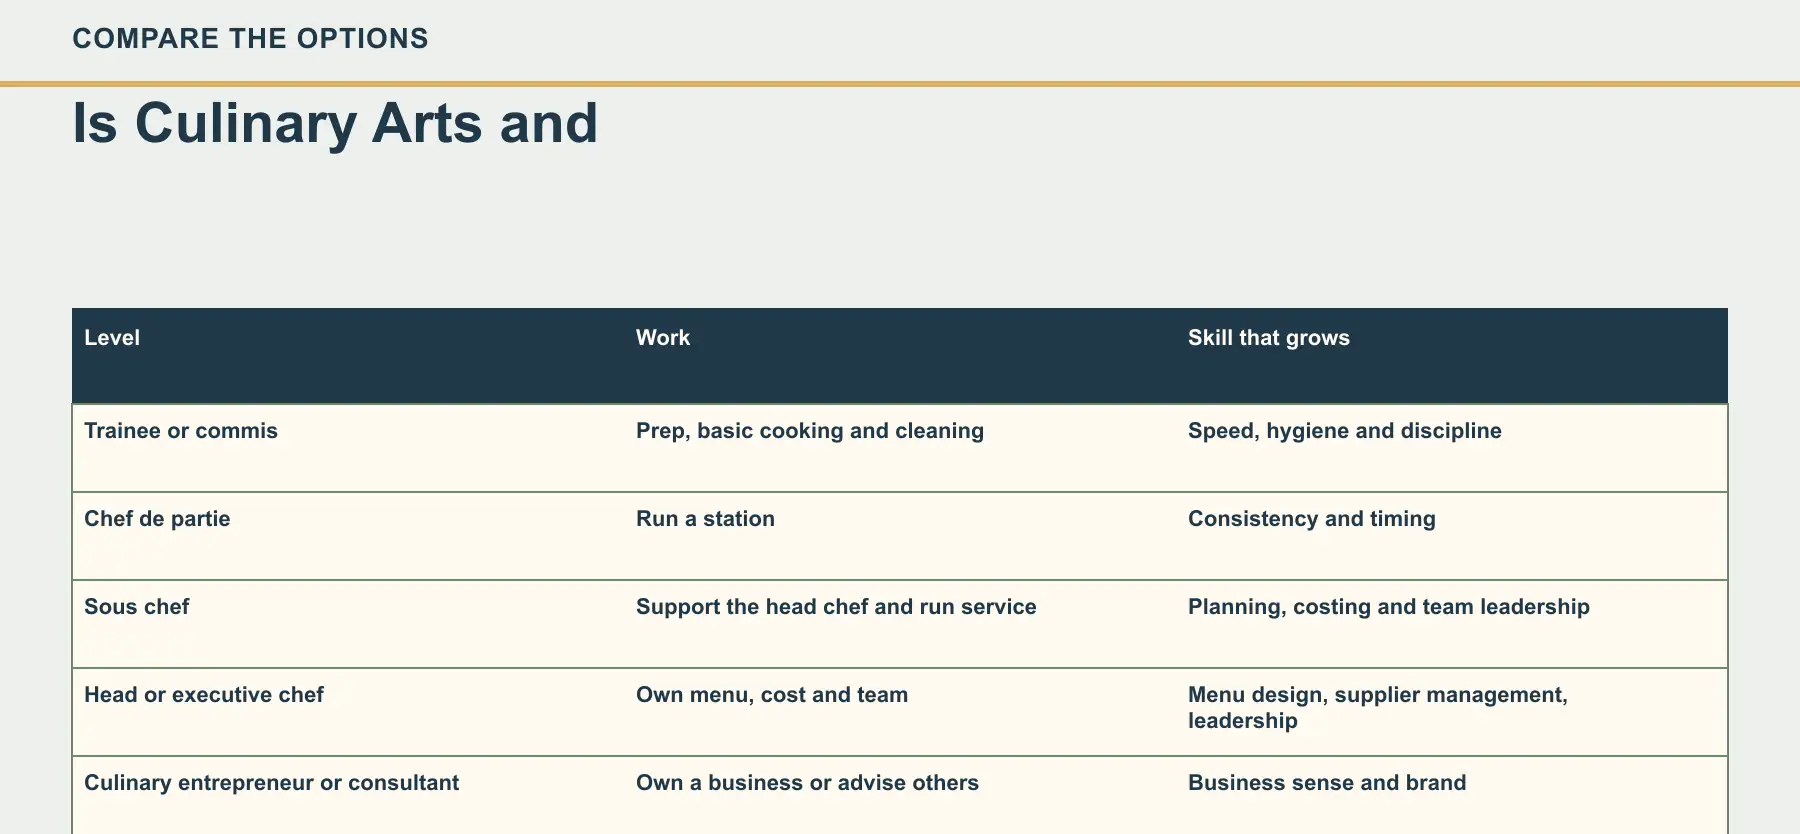 COMPARE THE OPTIONS
Is Culinary Arts and
Level Work Skill that grows
Trainee or commis Prep, basic cooking and cleaning Speed, hygiene and discipline
Chef de partie Run a station Consistency and timing
Sous chef Support the head chef and run service Planning, costing and team leadership
Head or executive chef Own menu, cost and team Menu design, supplier management,
leadership
Culinary entrepreneur or consultant Own a business or advise others Business sense and brand